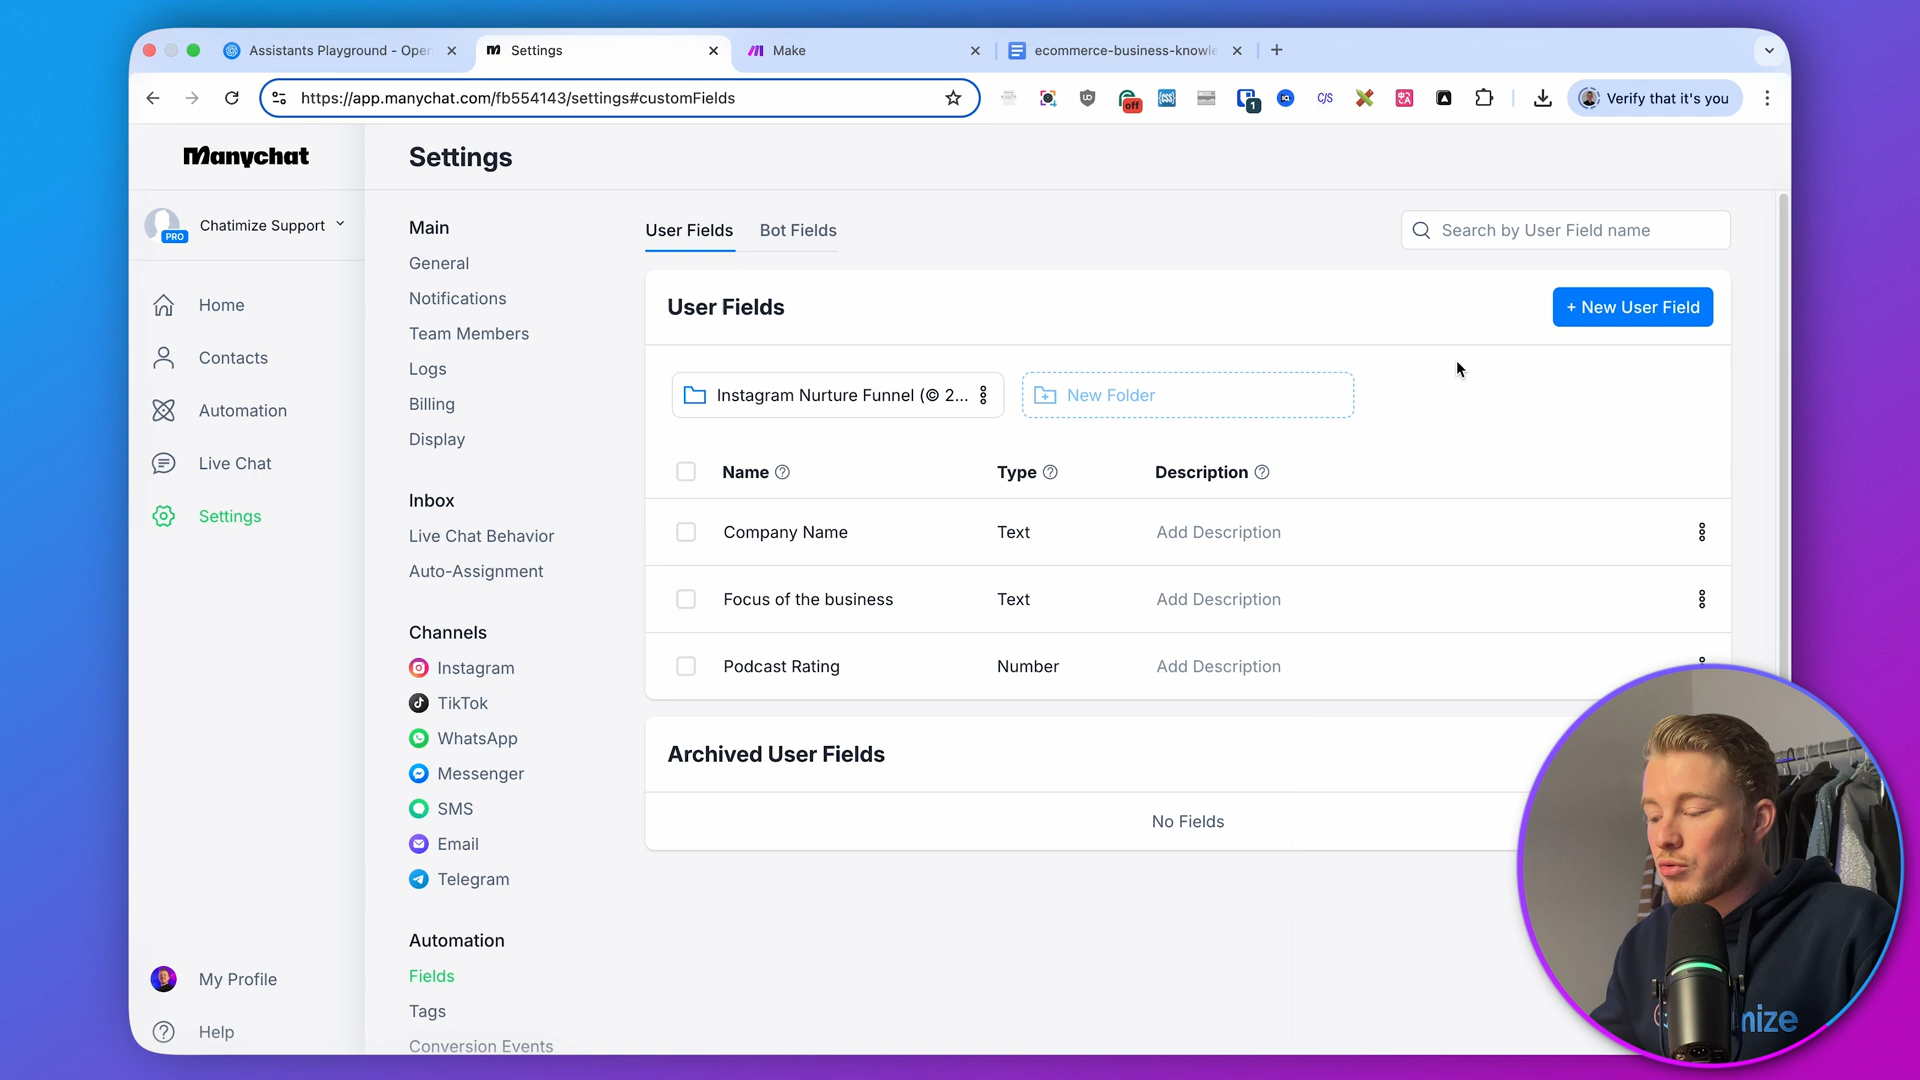 Assistants Playground - Open
Settings
Make
ecommerce-business-knowle
https://app.manychat.com/fb554143/settings#customFields
off
CSS
1
C/S
Verify that it's you
Manychat
Settings
PRO
Chatimize Support
Home
Contacts
Automation
Live Chat
Settings
My Profile
Help
Main
General
Notifications
Team Members
Logs
Billing
Display
Inbox
Live Chat Behavior
Auto-Assignment
Channels
Instagram
TikTok
WhatsApp
Messenger
SMS
Email
Telegram
Automation
Fields
Tags
Conversion Events
User Fields
Bot Fields
Search by User Field name
User Fields
+ New User Field
Instagram Nurture Funnel (© 2...
New Folder
Name
Type
Description
Company Name
Text
Add Description
Focus of the business
Text
Add Description
Podcast Rating
Number
Add Description
Archived User Fields
No Fields
mize